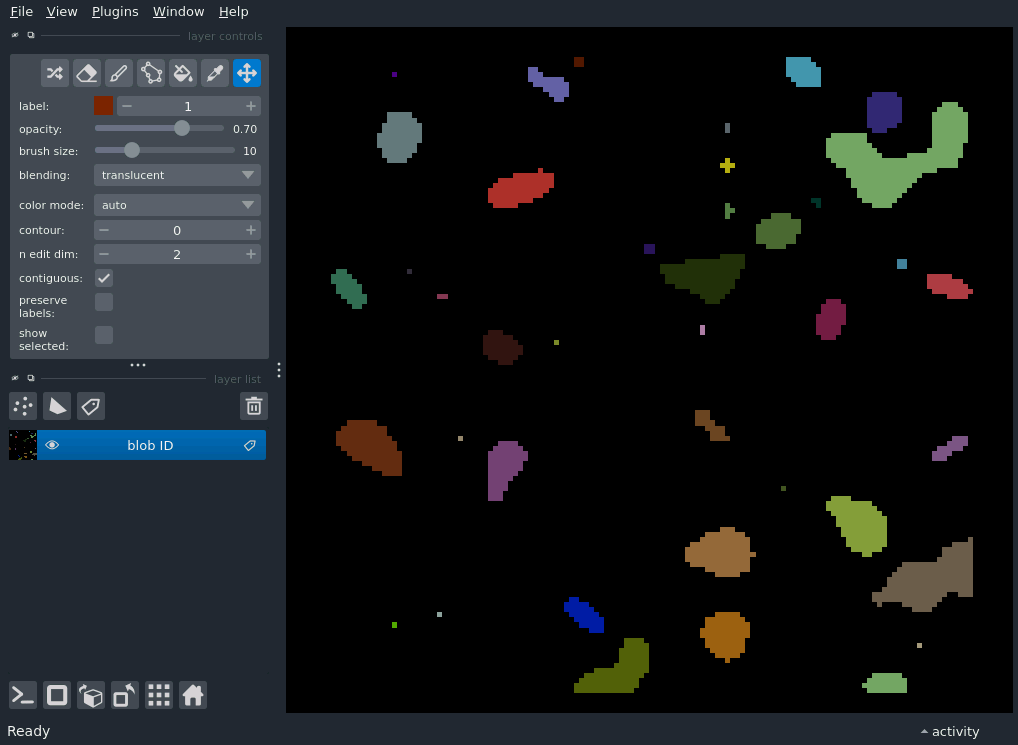 File View Plugins Window Help
layer controls
label: 1
opacity: 0.70
brush size: 10
blending: translucent
color mode: auto
contour: 0
n edit dim: 2
contiguous:
preserve
labels:
show
selected:
layer list
blob ID
Ready
activity